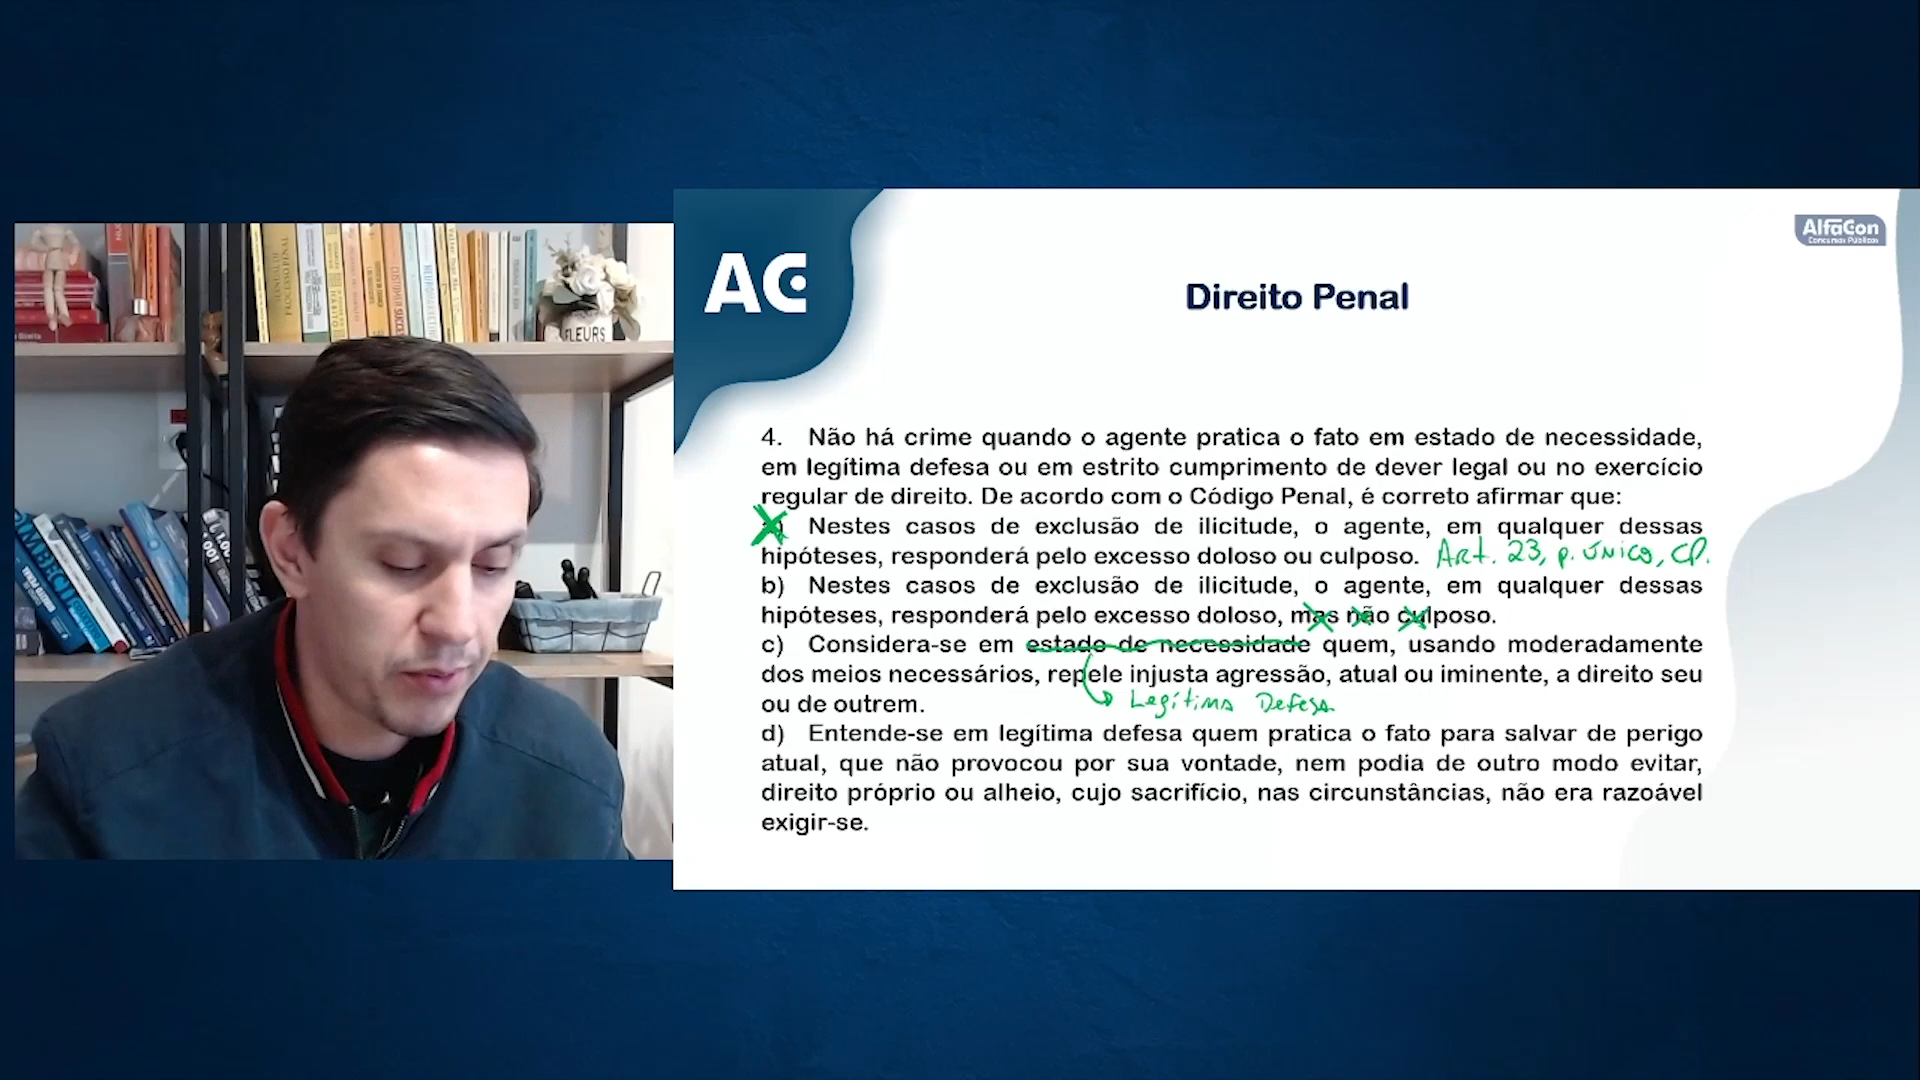 AC
AlfaCon
Concursos Públicos
Direito Penal
4. Não há crime quando o agente pratica o fato em estado de necessidade,
em legítima defesa ou em estrito cumprimento de dever legal ou no exercício
regular de direito. De acordo com o Código Penal, é correto afirmar que:
a) Nestes casos de exclusão de ilicitude, o agente, em qualquer dessas
hipóteses, responderá pelo excesso doloso ou culposo. Art. 23, p. único, CP.
b) Nestes casos de exclusão de ilicitude, o agente, em qualquer dessas
hipóteses, responderá pelo excesso doloso, mas não culposo.
c) Considera-se em estado de necessidade quem, usando moderadamente
dos meios necessários, repele injusta agressão, atual ou iminente, a direito seu
ou de outrem. Legítima Defesa
d) Entende-se em legítima defesa quem pratica o fato para salvar de perigo
atual, que não provocou por sua vontade, nem podia de outro modo evitar,
direito próprio ou alheio, cujo sacrifício, nas circunstâncias, não era razoável
exigir-se.
FLEURS
PROCESSO PENAL
CUSTOMER SUCCESS
1.001